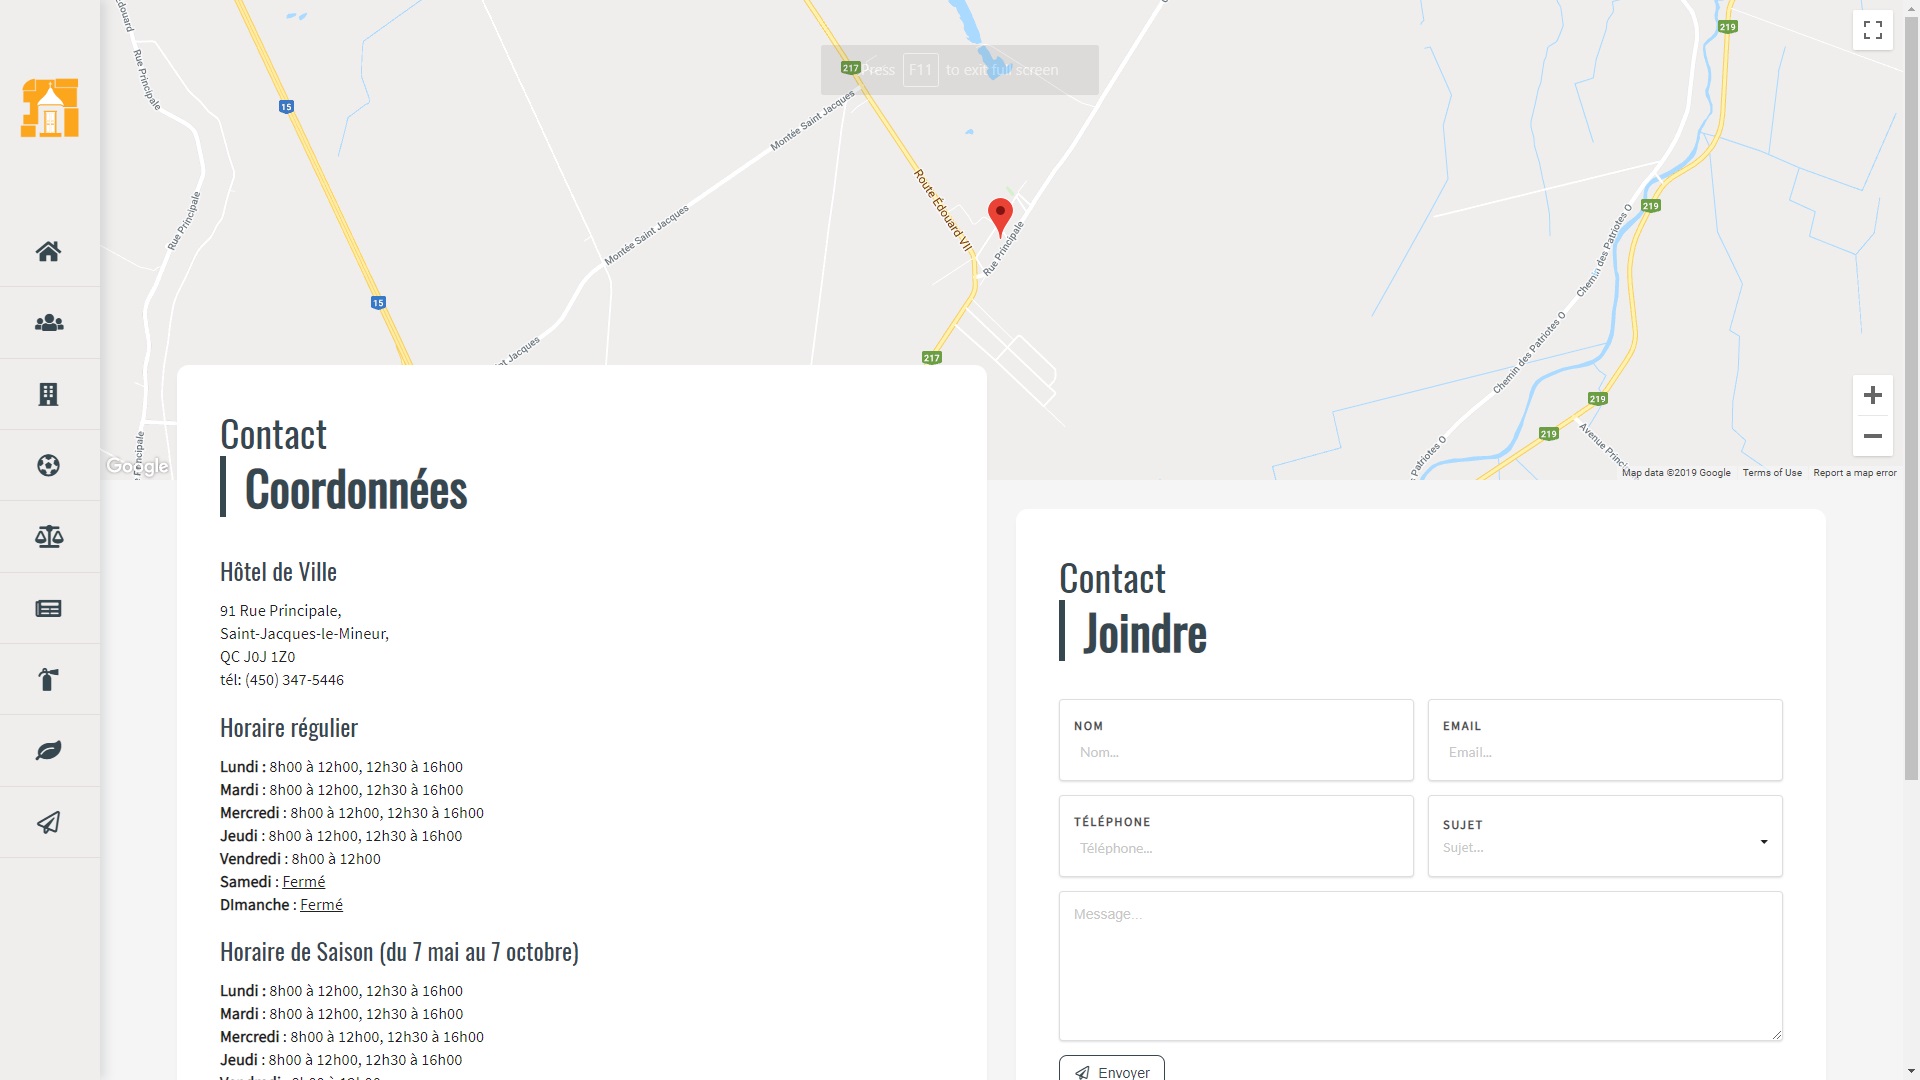 Rue Principale
Rue Principale
15
15
217
Press F11 to exit full screen
Montée Saint Jacques
Montée Saint Jacques
Route Édouard VII
Rue Principale
217
219
219
219
219
Chemin des Patriotes O
Chemin des Patriotes O
Google
Map data ©2019 Google Terms of Use Report a map error
Contact
Coordonnées
Hôtel de Ville
91 Rue Principale,
Saint-Jacques-le-Mineur,
QC J0J 1Z0
tél: (450) 347-5446
Horaire régulier
Lundi : 8h00 à 12h00, 12h30 à 16h00
Mardi : 8h00 à 12h00, 12h30 à 16h00
Mercredi : 8h00 à 12h00, 12h30 à 16h00
Jeudi : 8h00 à 12h00, 12h30 à 16h00
Vendredi : 8h00 à 12h00
Samedi : Fermé
DImanche : Fermé
Horaire de Saison (du 7 mai au 7 octobre)
Lundi : 8h00 à 12h00, 12h30 à 16h00
Mardi : 8h00 à 12h00, 12h30 à 16h00
Mercredi : 8h00 à 12h00, 12h30 à 16h00
Jeudi : 8h00 à 12h00, 12h30 à 16h00
Contact
Joindre
NOM
Nom...
EMAIL
Email...
TÉLÉPHONE
Téléphone...
SUJET
Sujet...
Message...
Envoyer